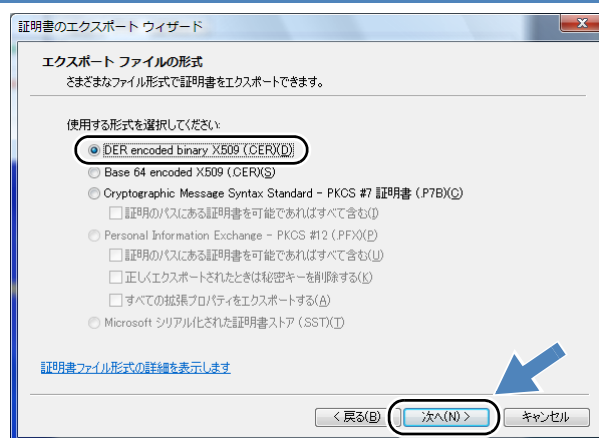 証明書のエクスポート ウィザード
エクスポート ファイルの形式
さまざまなファイル形式で証明書をエクスポートできます。
使用する形式を選択してください:
DER encoded binary X.509 (.CER)(D)
Base 64 encoded X.509 (.CER)(S)
Cryptographic Message Syntax Standard - PKCS #7 証明書 (.P7B)(C)
証明のパスにある証明書を可能であればすべて含む(I)
Personal Information Exchange - PKCS #12 (.PFX)(P)
証明のパスにある証明書を可能であればすべて含む(U)
正しくエクスポートされたときは秘密キーを削除する(K)
すべての拡張プロパティをエクスポートする(A)
Microsoft シリアル化された証明書ストア (.SST)(T)
証明書ファイル形式の詳細を表示します
< 戻る(B) 次へ(N) > キャンセル